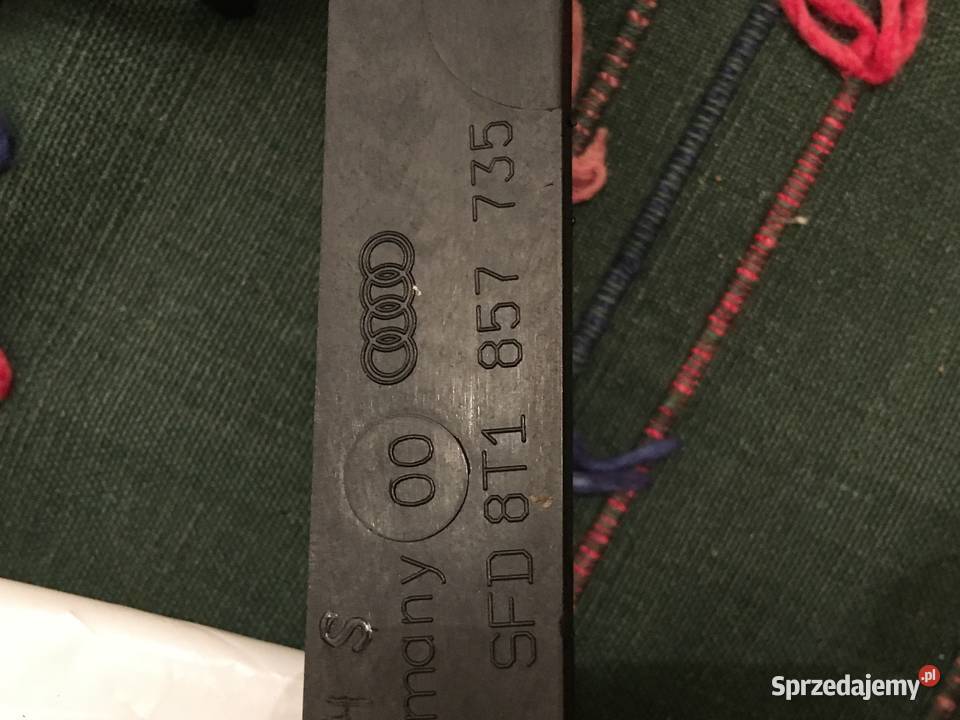 SFD 8T1 857 735
many 00
S
Sprzedajemy.pl